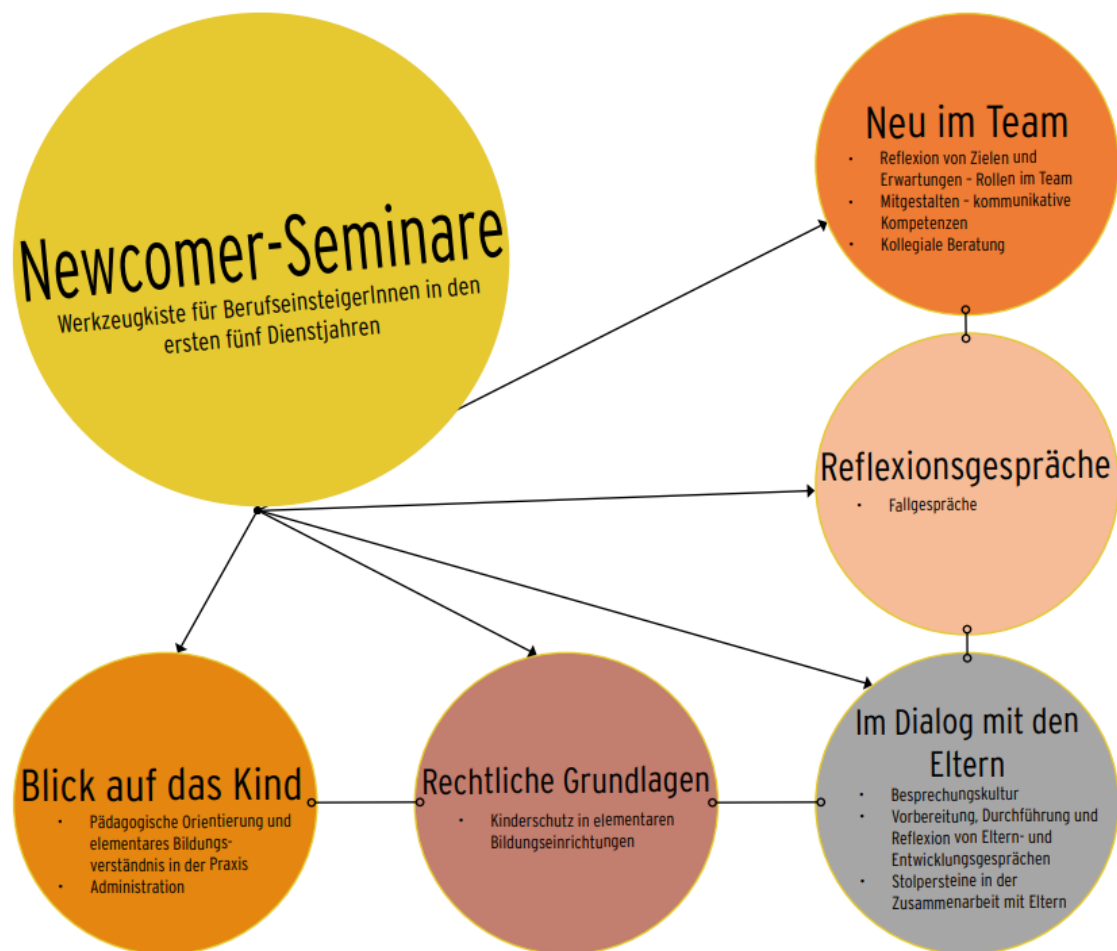 Newcomer-Seminare
Werkzeugkiste für BerufseinsteigerInnen in den
ersten fünf Dienstjahren
Neu im Team
• Reflexion von Zielen und
Erwartungen – Rollen im Team
• Mitgestalten – kommunikative
Kompetenzen
• Kollegiale Beratung
Reflexionsgespräche
• Fallgespräche
Blick auf das Kind
• Pädagogische Orientierung und
elementares Bildungs-
verständnis in der Praxis
• Administration
Rechtliche Grundlagen
• Kinderschutz in elementaren
Bildungseinrichtungen
Im Dialog mit den
Eltern
• Besprechungskultur
• Vorbereitung, Durchführung und
Reflexion von Eltern- und
Entwicklungsgesprächen
• Stolpersteine in der
Zusammenarbeit mit Eltern